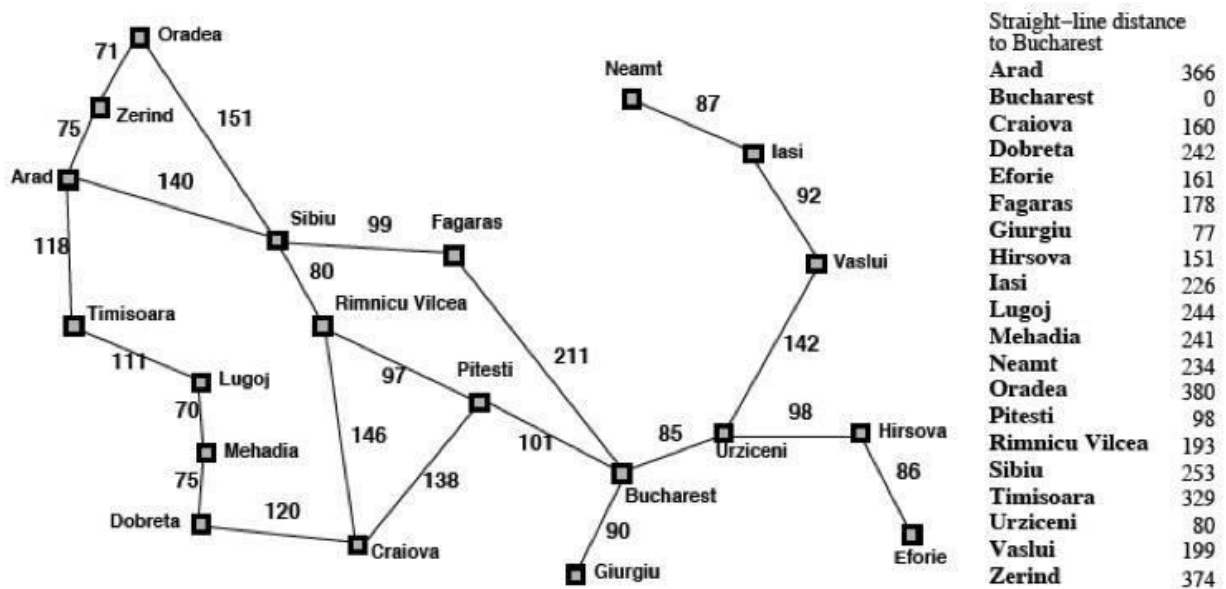 Oradea
71
Neamt
87
Zerind
75
151
Iasi
Arad
140
92
Sibiu
99
Fagaras
118
80
Vaslui
Timisoara
Rimnicu Vilcea
111
Lugoj
97
Pitesti
211
142
70
98
Hirsova
146
101
85
Urziceni
Mehadia
86
75
138
Bucharest
Dobreta
120
90
Craiova
Eforie
Giurgiu
Straight–line distance
to Bucharest
Arad 366
Bucharest 0
Craiova 160
Dobreta 242
Eforie 161
Fagaras 178
Giurgiu 77
Hirsova 151
Iasi 226
Lugoj 244
Mehadia 241
Neamt 234
Oradea 380
Pitesti 98
Rimnicu Vilcea 193
Sibiu 253
Timisoara 329
Urziceni 80
Vaslui 199
Zerind 374